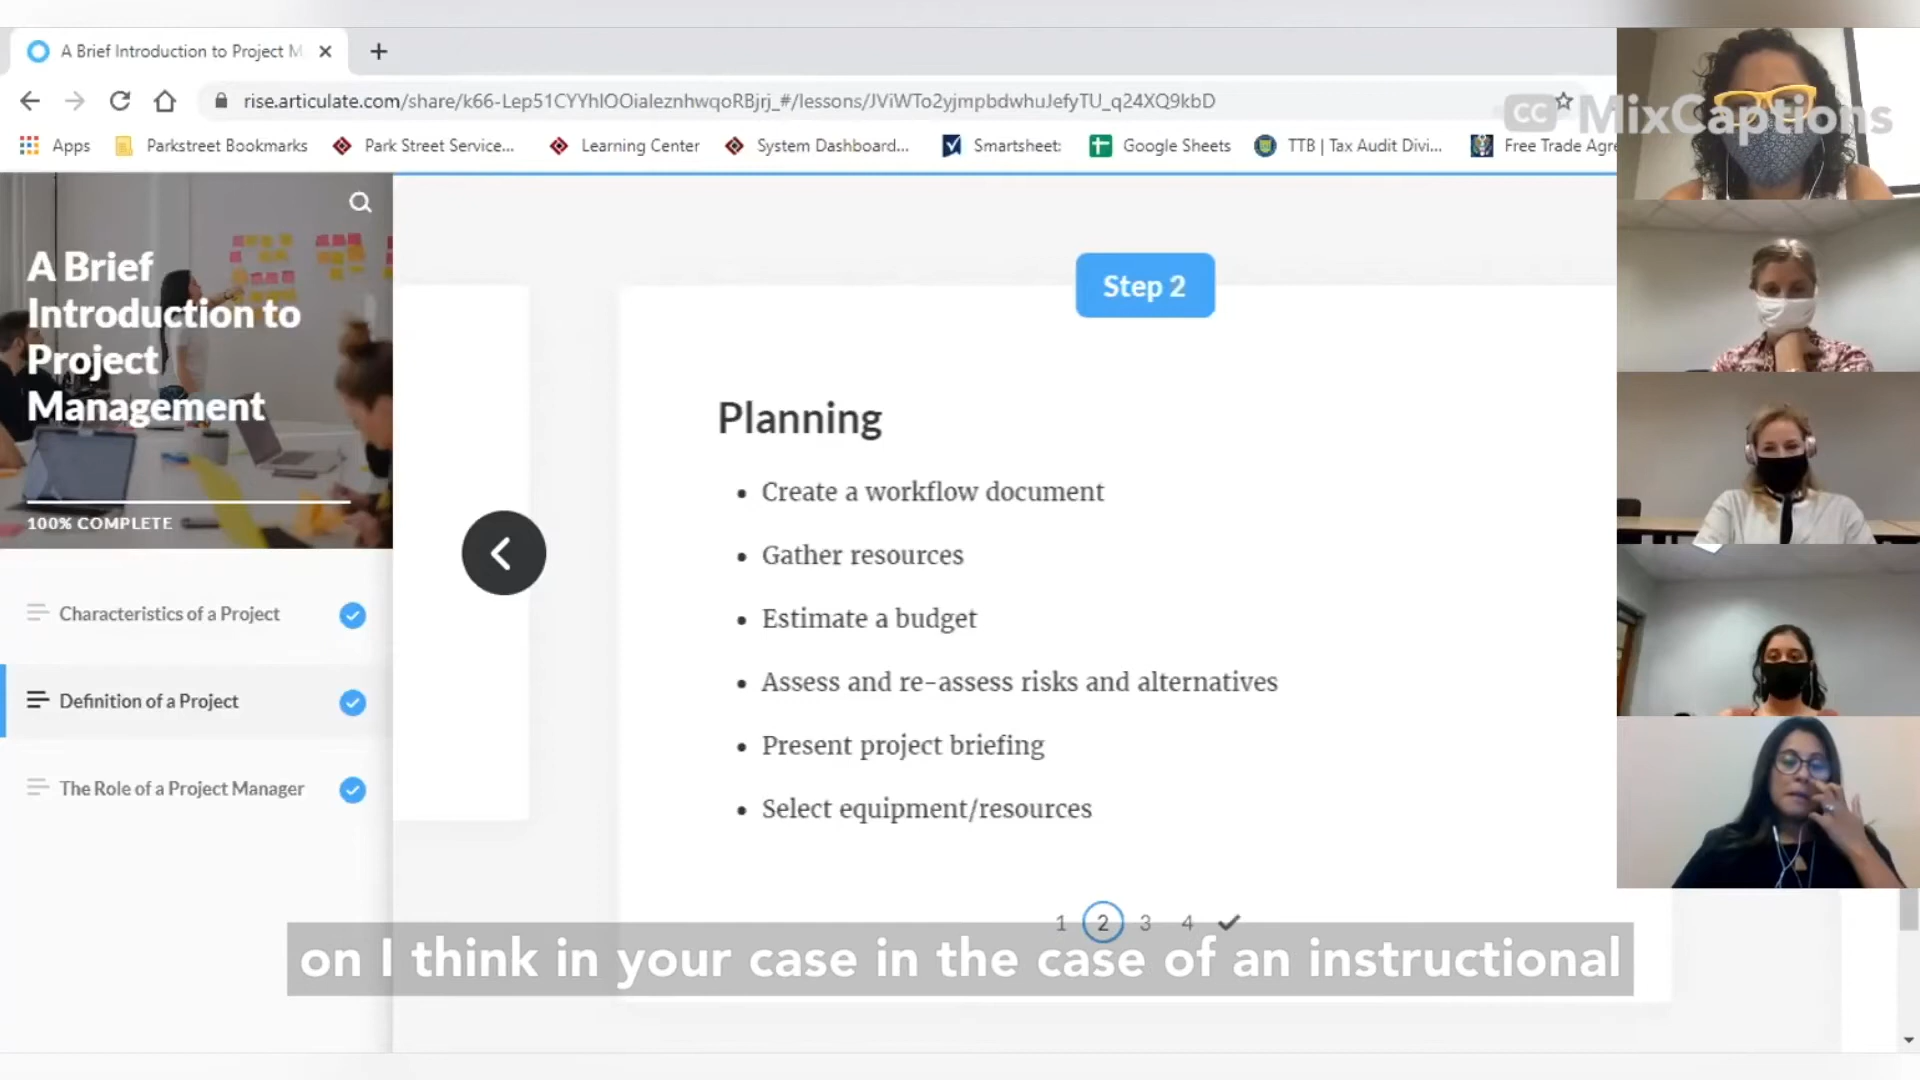 A Brief Introduction to Project M
rise.articulate.com/share/k66-Lep51CYYhlOOialeznhwqoRBjrj_#/lessons/JViWTo2yjmpbdwhuJefyTU_q24XQ9kbD
CC MixCaptions
Apps
Parkstreet Bookmarks
Park Street Service...
Learning Center
System Dashboard...
Smartsheet
Google Sheets
TTB | Tax Audit Divi...
Free Trade Agre
A Brief
Introduction to
Project
Management
100% COMPLETE
Characteristics of a Project
Definition of a Project
The Role of a Project Manager
Step 2
Planning
• Create a workflow document
• Gather resources
• Estimate a budget
• Assess and re-assess risks and alternatives
• Present project briefing
• Select equipment/resources
1 2 3 4
on I think in your case in the case of an instructional